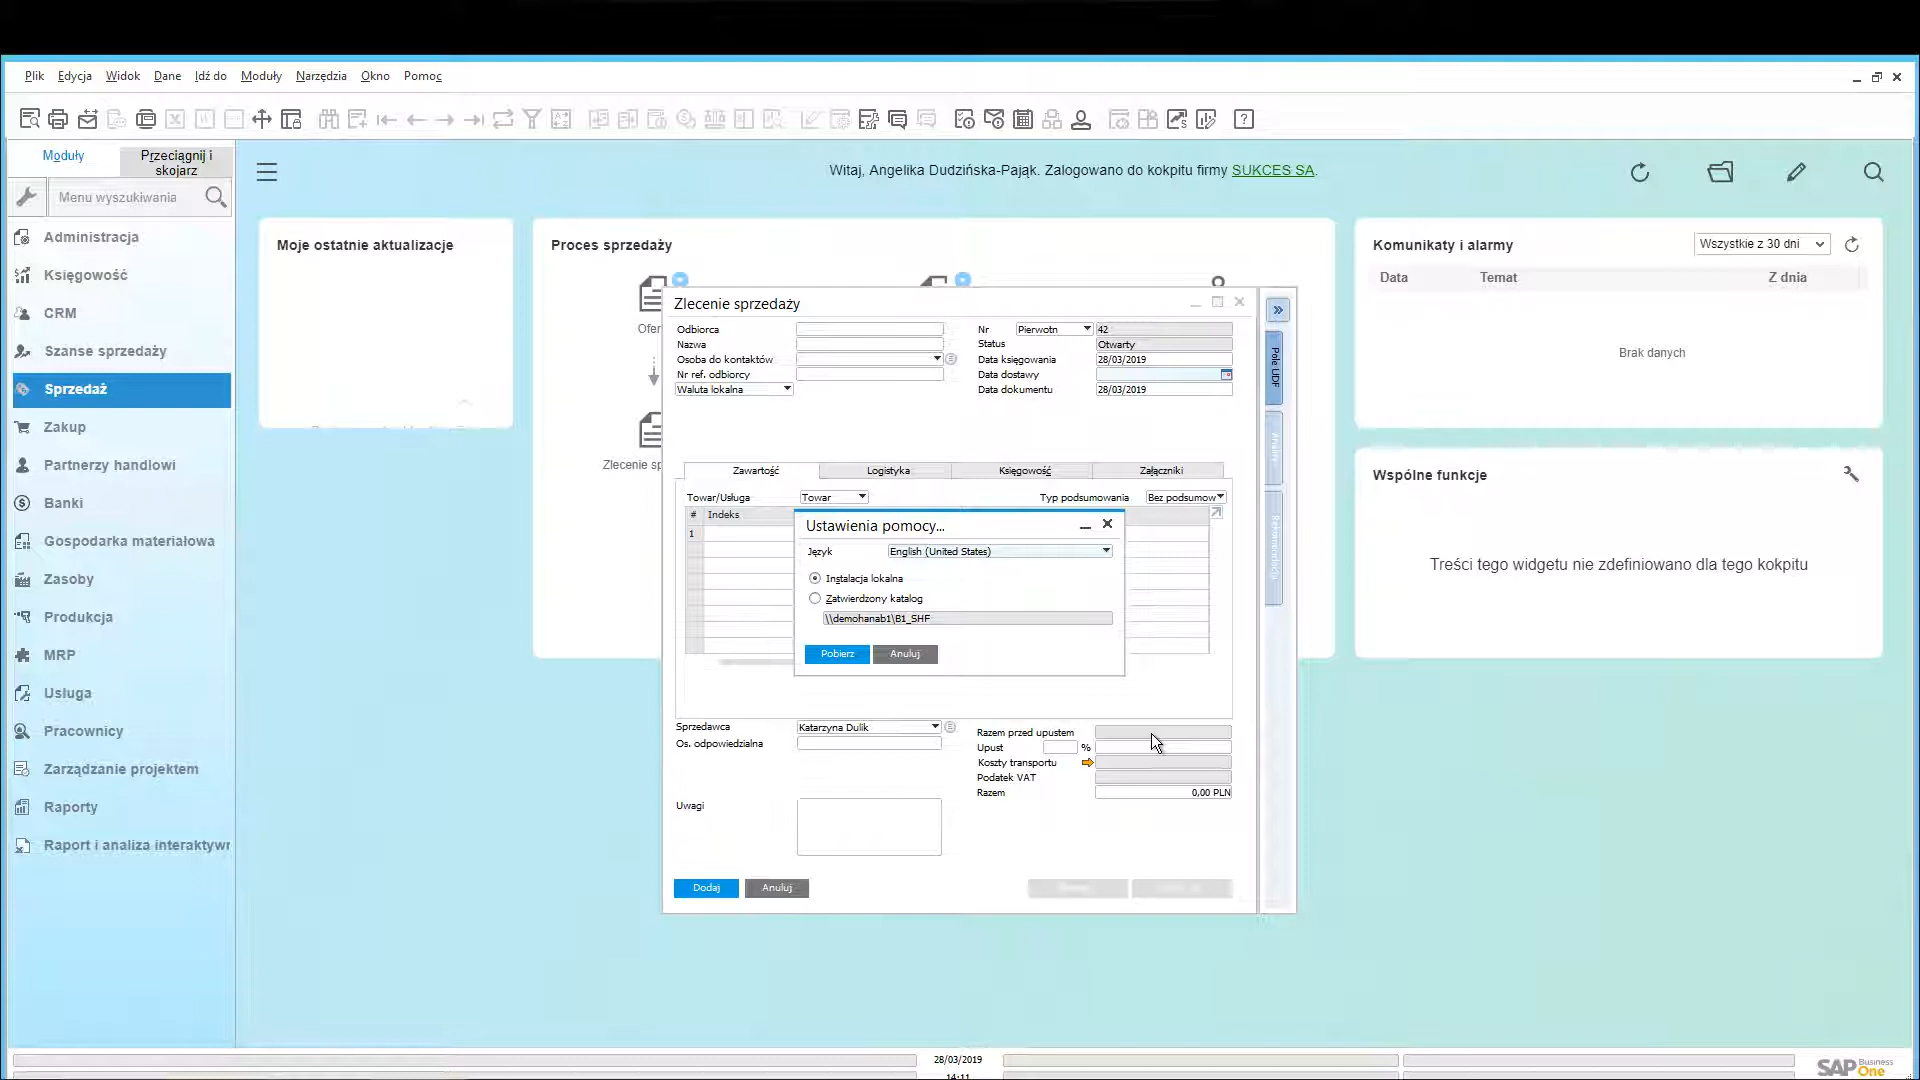 Plik Edycja Widok Dane Idź do Moduły Narzędzia Okno Pomoc
Moduły
Przeciągnij i skojarz
Menu wyszukiwania
Administracja
Księgowość
CRM
Szanse sprzedaży
Sprzedaż
Zakup
Partnerzy handlowi
Banki
Gospodarka materiałowa
Zasoby
Produkcja
MRP
Usługa
Pracownicy
Zarządzanie projektem
Raporty
Raport i analiza interaktywn
Witaj, Angelika Dudzińska-Pająk. Zalogowano do kokpitu firmy SUKCES SA.
Moje ostatnie aktualizacje
Proces sprzedaży
Ofer
Zlecenie sp
Komunikaty i alarmy
Wszystkie z 30 dni
Data Temat Z dnia
Brak danych
Wspólne funkcje
Treści tego widgetu nie zdefiniowano dla tego kokpitu
Zlecenie sprzedaży
Odbiorca
Nazwa
Osoba do kontaktów
Nr ref. odbiorcy
Waluta lokalna
Nr Pierwotn 42
Status Otwarty
Data księgowania 28/03/2019
Data dostawy
Data dokumentu 28/03/2019
Pole UDF
Zawartość Logistyka Księgowość Załączniki
Towar/Usługa Towar
Typ podsumowania Bez podsumow
# Indeks
1
Ustawienia pomocy...
Język English (United States)
Instalacja lokalna
Zatwierdzony katalog
\\demohanab1\B1_SHF
Pobierz Anuluj
Sprzedawca Katarzyna Dulik
Os. odpowiedzialna
Uwagi
Razem przed upustem
Upust %
Koszty transportu
Podatek VAT
Razem 0,00 PLN
Dodaj Anuluj
28/03/2019
14:11
SAP Business One